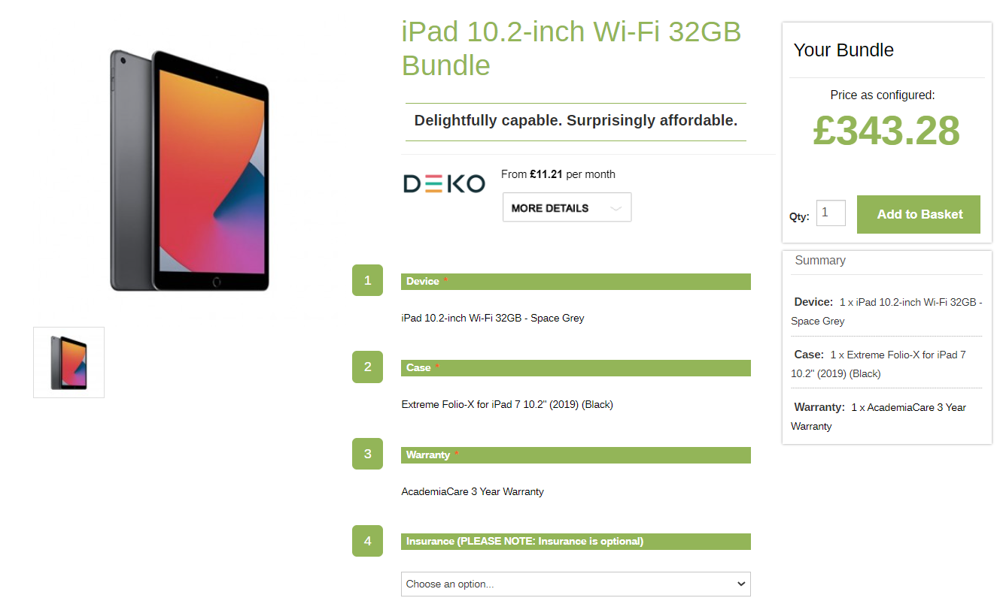 iPad 10.2-inch Wi-Fi 32GB
Bundle
Delightfully capable. Surprisingly affordable.
DEKO
From £11.21 per month
MORE DETAILS
1
Device *
iPad 10.2-inch Wi-Fi 32GB - Space Grey
2
Case *
Extreme Folio-X for iPad 7 10.2" (2019) (Black)
3
Warranty *
AcademiaCare 3 Year Warranty
4
Insurance (PLEASE NOTE: Insurance is optional)
Choose an option...
Your Bundle
Price as configured:
£343.28
Qty: 1 Add to Basket
Summary
Device: 1 x iPad 10.2-inch Wi-Fi 32GB -
Space Grey
Case: 1 x Extreme Folio-X for iPad 7
10.2" (2019) (Black)
Warranty: 1 x AcademiaCare 3 Year
Warranty